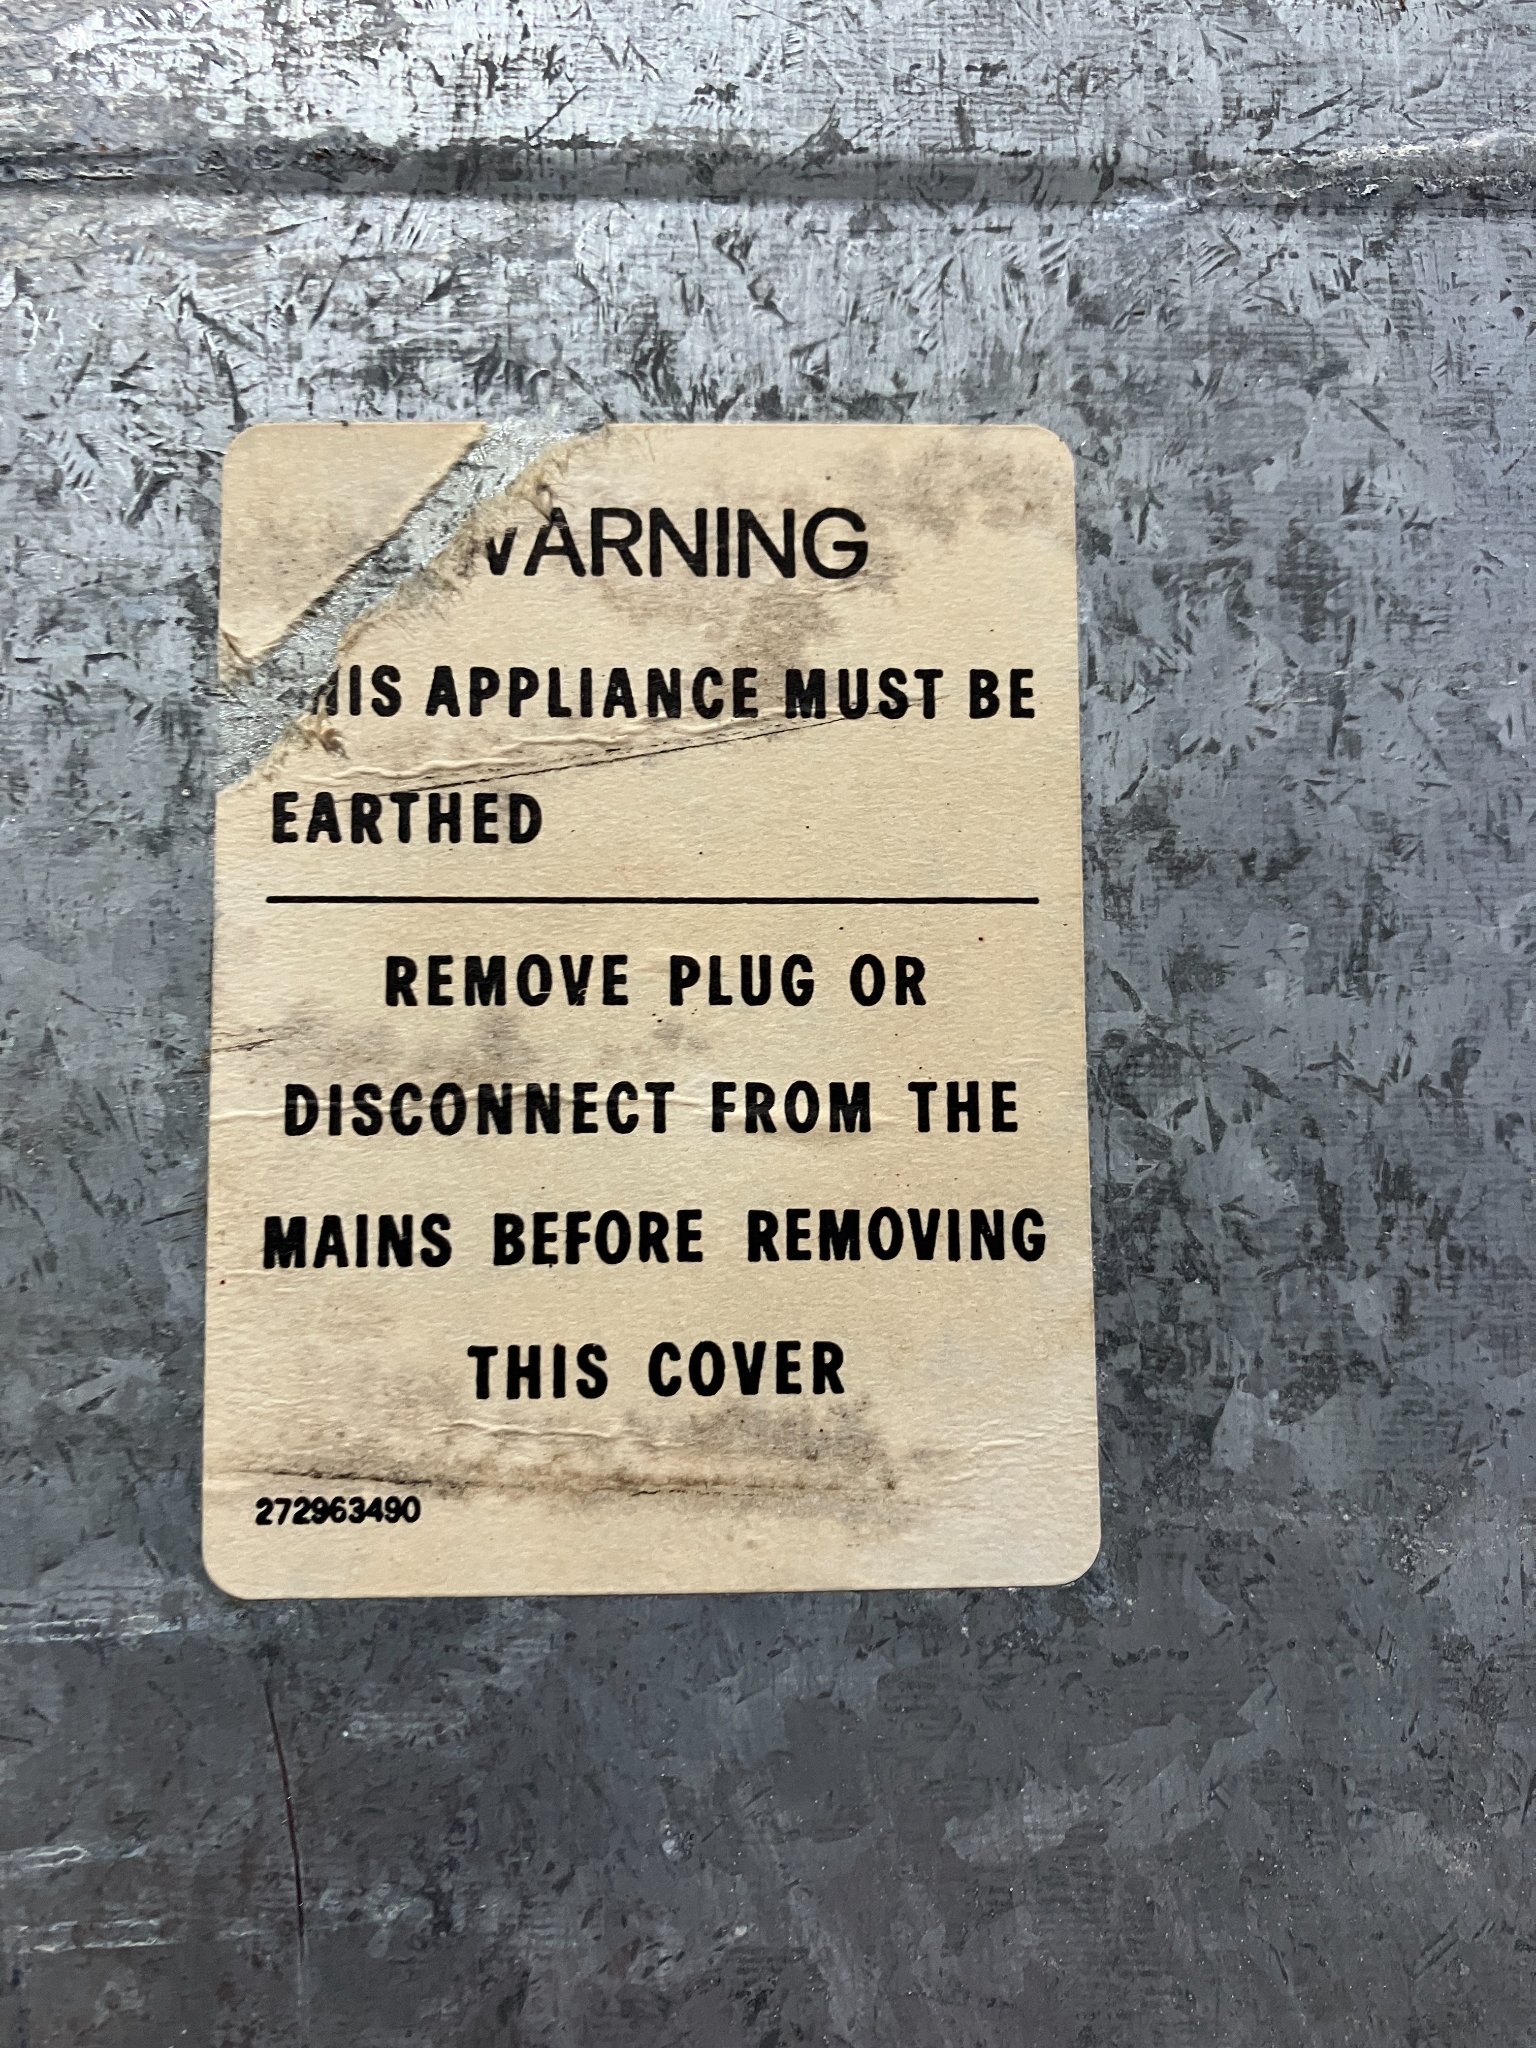 WARNING
THIS APPLIANCE MUST BE
EARTHED
REMOVE PLUG OR
DISCONNECT FROM THE
MAINS BEFORE REMOVING
THIS COVER
272963490